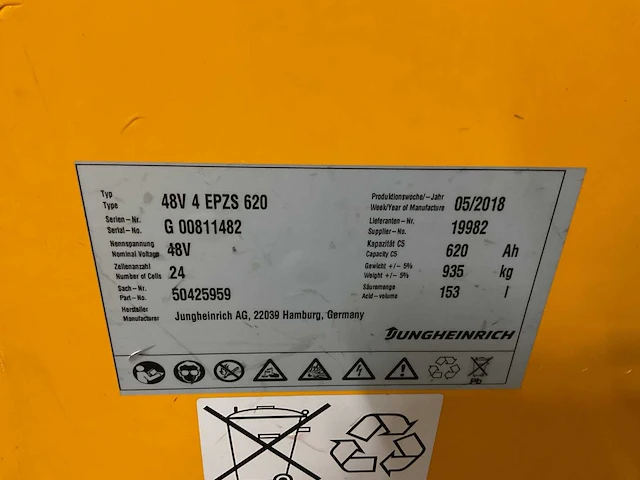 Typ
Type
48V 4 EPZS 620
Serien-Nr.
Serial-No.
G 00811482
Nennspannung
Nominal Voltage
48V
Zellenanzahl
Number of Cells
24
Sach-Nr.
Part-No.
50425959
Hersteller
Manufacturer
Jungheinrich AG, 22039 Hamburg, Germany
Produktionswoche/-Jahr
Week/Year of Manufacture
05/2018
Lieferanten-Nr.
Supplier-No.
19982
Kapazität C5
Capacity C5
620 Ah
Gewicht +/- 5%
Weight +/- 5%
935 kg
Säuremenge
Acid-volume
153 l
JUNGHEINRICH
Pb